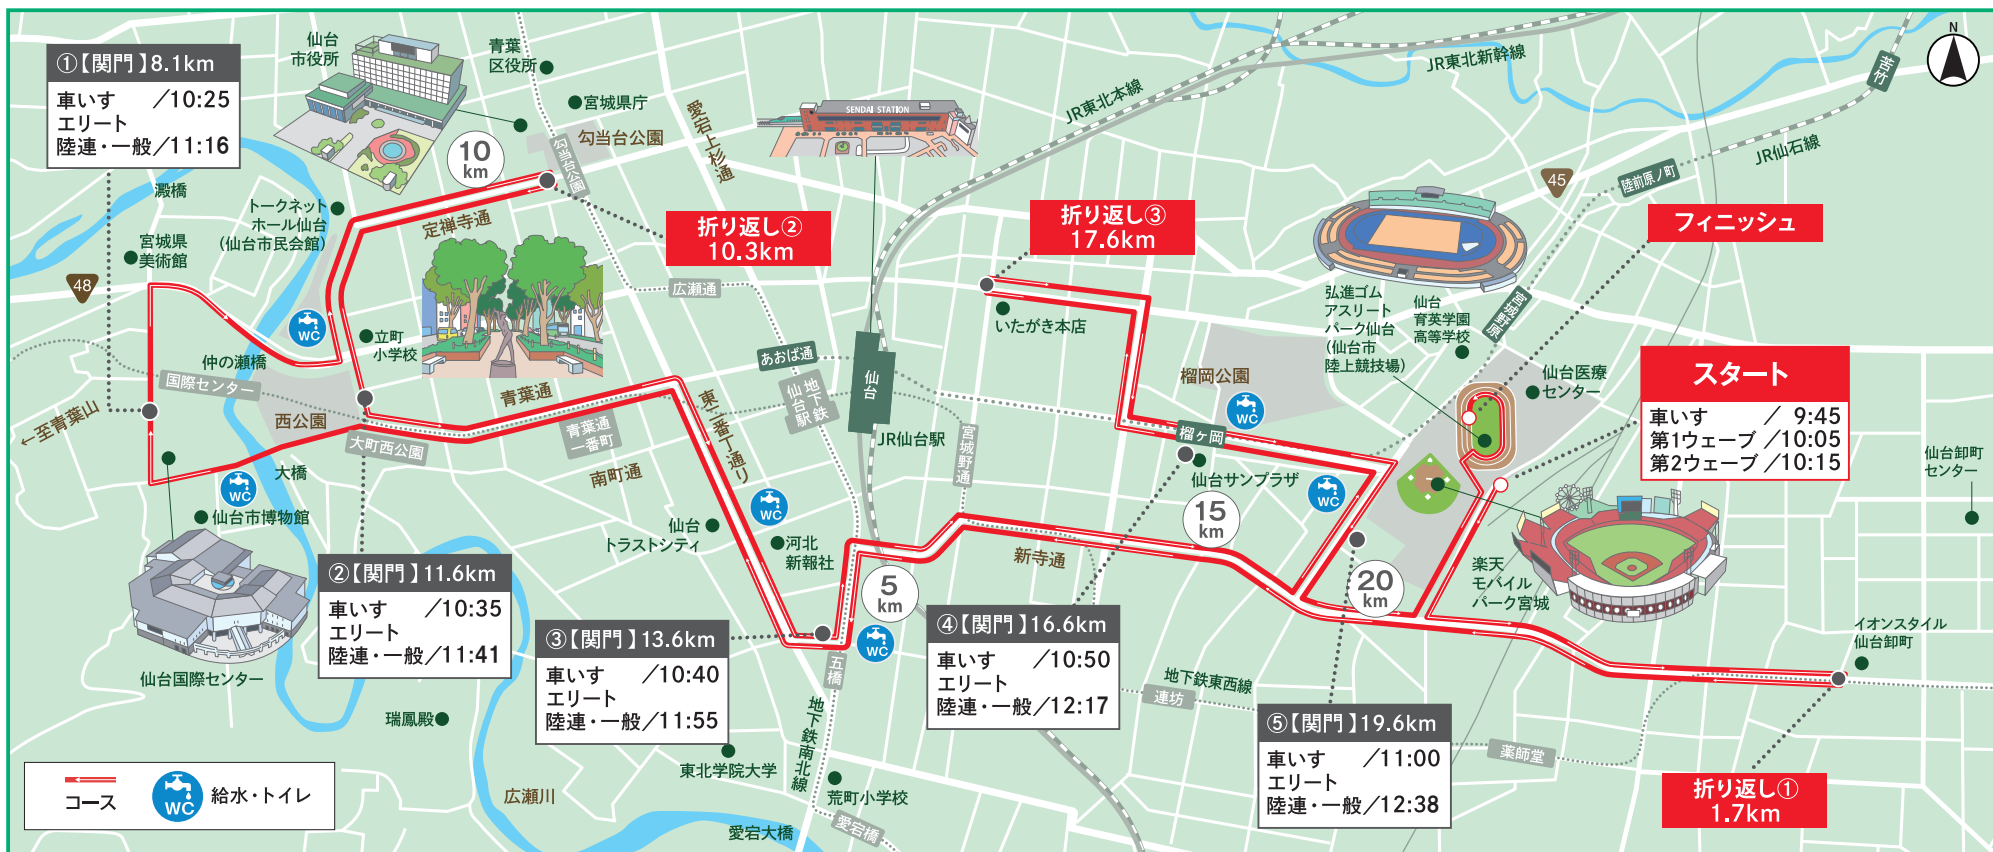 ①【関門】8.1km
車いす ／10:25
エリート
陸連・一般／11:16
仙台
市役所
青葉
区役所
宮城県庁
勾当台公園
勾当台公園
愛宕上杉通
10
km
SENDAI STATION
JR東北本線
JR東北新幹線
苦竹
N
JR仙石線
陸前原ノ町
45
澱橋
トークネット
ホール仙台
(仙台市民会館)
定禅寺通
宮城県
美術館
48
折り返し②
10.3km
折り返し③
17.6km
フィニッシュ
広瀬通
WC
立町
小学校
仲の瀬橋
国際センター
西公園
←至青葉山
青葉通
青葉通
一番町
大町西公園
大橋
南町通
東二番丁通り
あおば通
地下鉄
仙台駅
仙台
JR仙台駅
宮城野通
いたがき本店
榴岡公園
WC
榴ヶ岡
仙台サンプラザ
弘進ゴム
アスリート
パーク仙台
(仙台市
陸上競技場)
仙台
育英学園
高等学校
宮城野原
仙台医療
センター
スタート
車いす ／ 9:45
第1ウェーブ ／10:05
第2ウェーブ ／10:15
仙台卸町
センター
WC
仙台市博物館
仙台国際センター
仙台
トラストシティ
WC
河北
新報社
5
km
WC
新寺通
15
km
WC
20
km
楽天
モバイル
パーク宮城
イオンスタイル
仙台卸町
②【関門】11.6km
車いす ／10:35
エリート
陸連・一般／11:41
③【関門】13.6km
車いす ／10:40
エリート
陸連・一般／11:55
④【関門】16.6km
車いす ／10:50
エリート
陸連・一般／12:17
⑤【関門】19.6km
車いす ／11:00
エリート
陸連・一般／12:38
五橋
地下鉄南北線
地下鉄東西線
連坊
薬師堂
折り返し①
1.7km
瑞鳳殿
東北学院大学
荒町小学校
愛宕橋
愛宕大橋
広瀬川
コース
WC
給水・トイレ